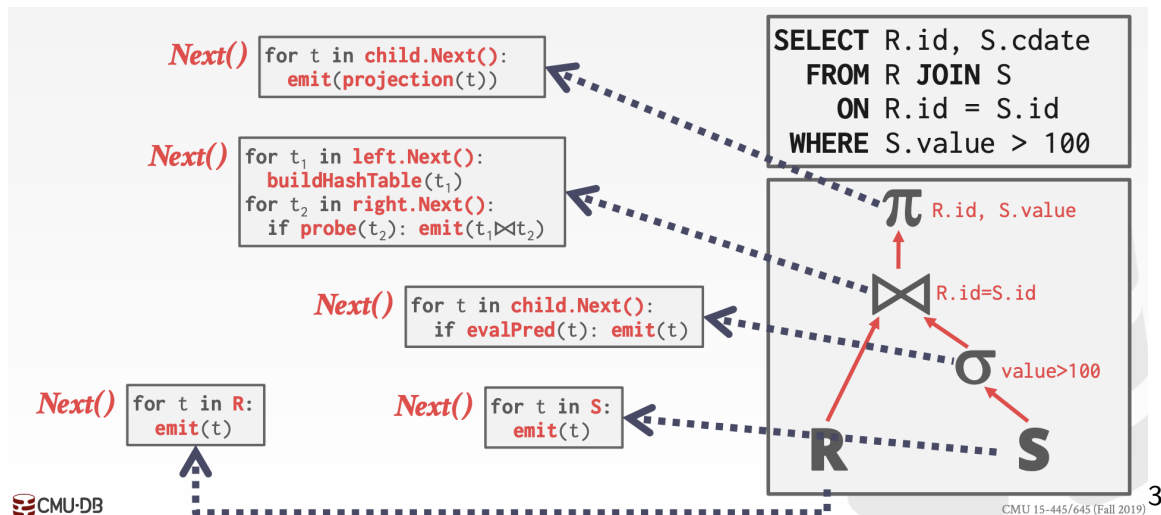 Next()
for t in child.Next():
emit(projection(t))
Next()
for t₁ in left.Next():
buildHashTable(t₁)
for t₂ in right.Next():
if probe(t₂): emit(t₁⨝t₂)
Next()
for t in child.Next():
if evalPred(t): emit(t)
Next()
for t in R:
emit(t)
Next()
for t in S:
emit(t)
SELECT R.id, S.cdate
FROM R JOIN S
ON R.id = S.id
WHERE S.value > 100
π R.id, S.value
⨝ R.id=S.id
σ value>100
R S
CMU·DB
CMU 15-445/645 (Fall 2019)
3